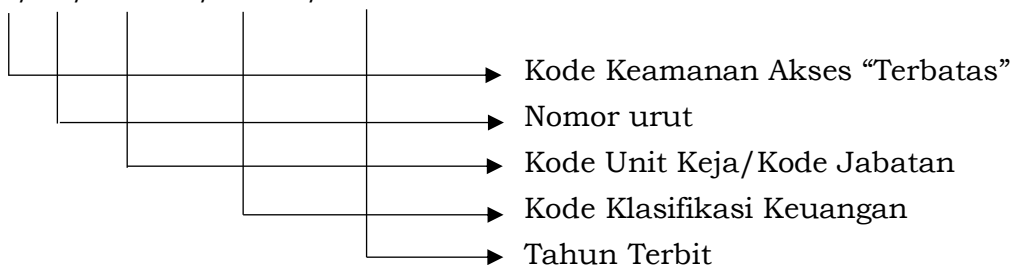 Kode Keamanan Akses “Terbatas”
Nomor urut
Kode Unit Keja/Kode Jabatan
Kode Klasifikasi Keuangan
Tahun Terbit